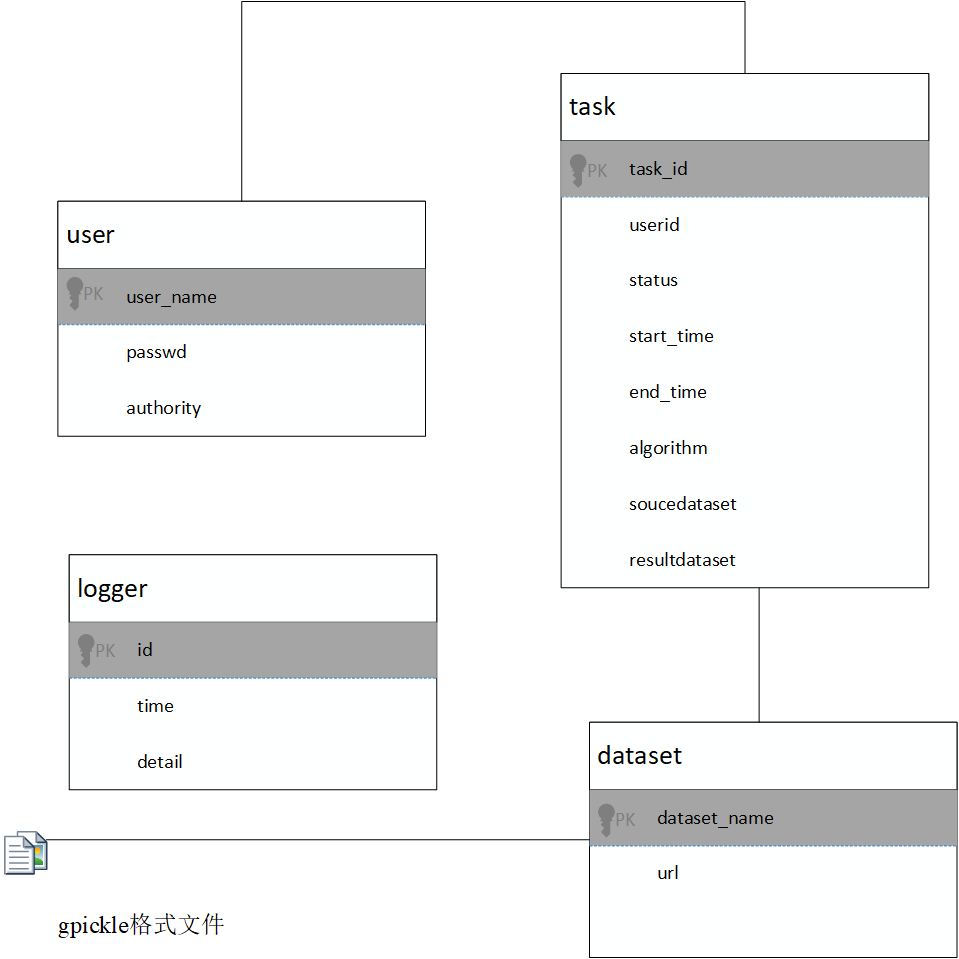 task
PK task_id
userid
status
start_time
end_time
algorithm
soucedataset
resultdataset
user
PK user_name
passwd
authority
logger
PK id
time
detail
dataset
PK dataset_name
url
gpickle格式文件